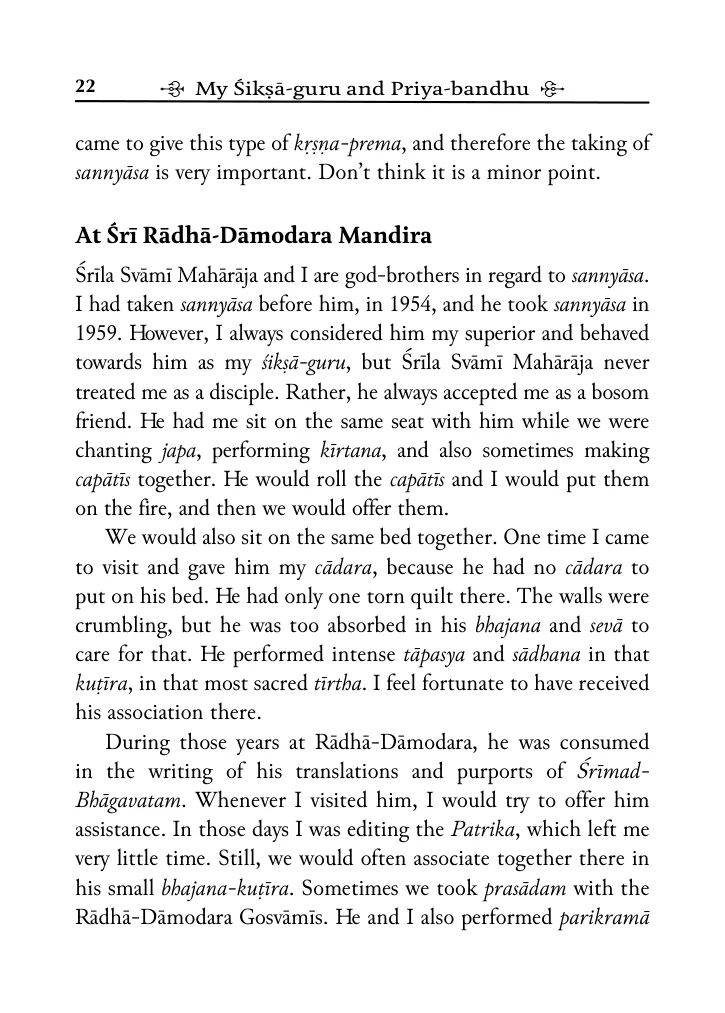 22 My Śikṣā-guru and Priya-bandhu
came to give this type of kṛṣṇa-prema, and therefore the taking of
sannyāsa is very important. Don’t think it is a minor point.
At Śrī Rādhā-Dāmodara Mandira
Śrīla Svāmī Mahārāja and I are god-brothers in regard to sannyāsa.
I had taken sannyāsa before him, in 1954, and he took sannyāsa in
1959. However, I always considered him my superior and behaved
towards him as my śikṣā-guru, but Śrīla Svāmī Mahārāja never
treated me as a disciple. Rather, he always accepted me as a bosom
friend. He had me sit on the same seat with him while we were
chanting japa, performing kīrtana, and also sometimes making
capātīs together. He would roll the capātīs and I would put them
on the fire, and then we would offer them.
We would also sit on the same bed together. One time I came
to visit and gave him my cādara, because he had no cādara to
put on his bed. He had only one torn quilt there. The walls were
crumbling, but he was too absorbed in his bhajana and sevā to
care for that. He performed intense tāpasya and sādhana in that
kuṭīra, in that most sacred tīrtha. I feel fortunate to have received
his association there.
During those years at Rādhā-Dāmodara, he was consumed
in the writing of his translations and purports of Śrīmad-
Bhāgavatam. Whenever I visited him, I would try to offer him
assistance. In those days I was editing the Patrika, which left me
very little time. Still, we would often associate together there in
his small bhajana-kuṭīra. Sometimes we took prasādam with the
Rādhā-Dāmodara Gosvāmīs. He and I also performed parikramā